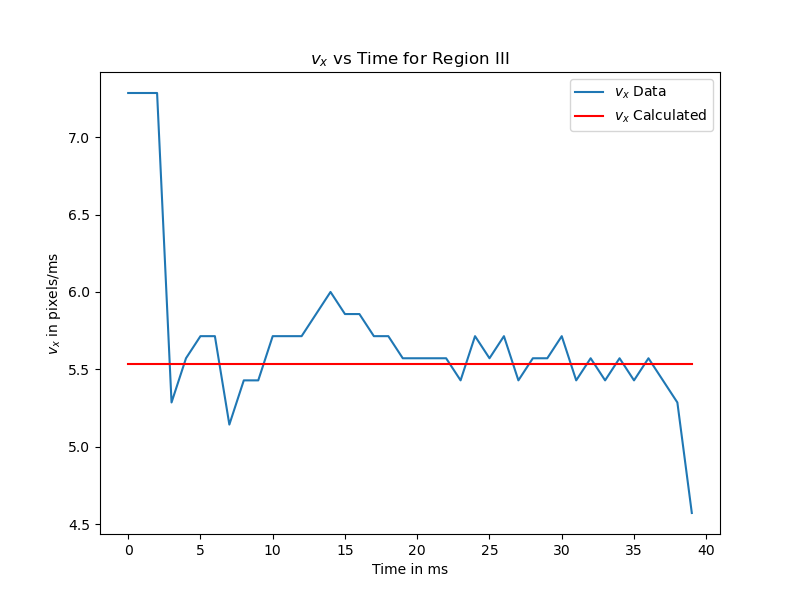 v_x vs Time for Region III
v_x Data
v_x Calculated
7.0
6.5
6.0
5.5
5.0
4.5
v_x in pixels/ms
0 5 10 15 20 25 30 35 40
Time in ms